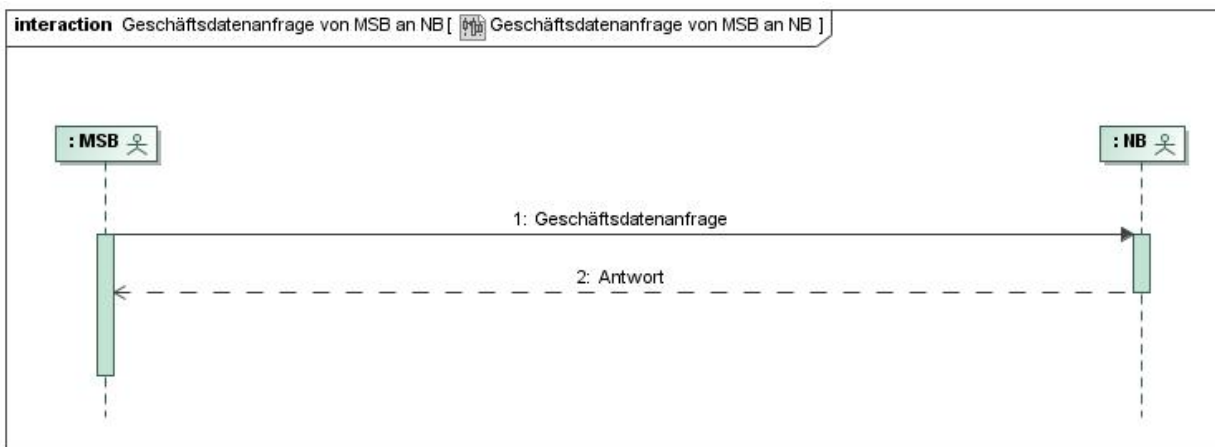 interaction Geschäftsdatenanfrage von MSB an NB [ Geschäftsdatenanfrage von MSB an NB ]
: MSB
: NB
1: Geschäftsdatenanfrage
2: Antwort